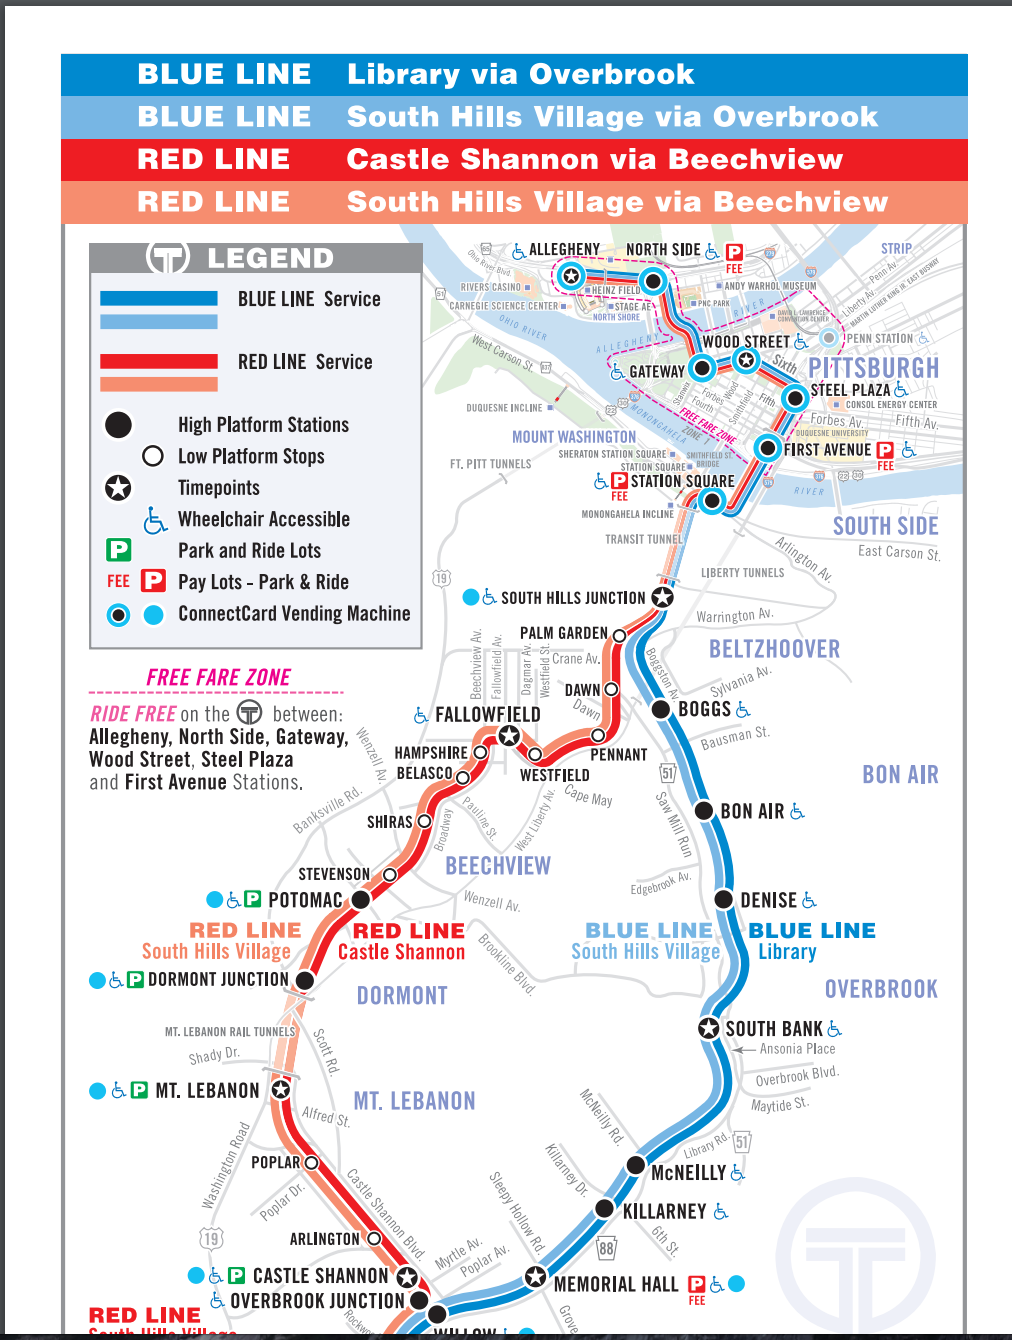 BLUE LINE Library via Overbrook
BLUE LINE South Hills Village via Overbrook
RED LINE Castle Shannon via Beechview
RED LINE South Hills Village via Beechview
T LEGEND
BLUE LINE Service
RED LINE Service
High Platform Stations
Low Platform Stops
Timepoints
Wheelchair Accessible
P Park and Ride Lots
FEE P Pay Lots - Park & Ride
ConnectCard Vending Machine
FREE FARE ZONE
RIDE FREE on the T between:
Allegheny, North Side, Gateway,
Wood Street, Steel Plaza
and First Avenue Stations.
ALLEGHENY
NORTH SIDE
P
FEE
STRIP
65
Ohio River Blvd.
RIVERS CASINO
HEINZ FIELD
ANDY WARHOL MUSEUM
Penn Av.
Liberty Av.
MARTIN LUTHER KING JR. EAST BUSWAY
51
CARNEGIE SCIENCE CENTER
STAGE AE
PNC PARK
NORTH SHORE
RIVER
DAVID L. LAWRENCE
CONVENTION CENTER
OHIO RIVER
ALLEGHENY
WOOD STREET
PENN STATION
West Carson St.
GATEWAY
Sixth
PITTSBURGH
STEEL PLAZA
Stanwix
Forbes
Fourth
Wood
Smithfield
Fifth
CONSOL ENERGY CENTER
DUQUESNE INCLINE
MONONGAHELA
FREE FARE ZONE
Forbes Av.
Fifth Av.
DUQUESNE UNIVERSITY
MOUNT WASHINGTON
SHERATON STATION SQUARE
SMITHFIELD ST.
BRIDGE
FIRST AVENUE
P
FEE
FT. PITT TUNNELS
STATION SQUARE
P STATION SQUARE
FEE
22
30
RIVER
MONONGAHELA INCLINE
SOUTH SIDE
TRANSIT TUNNEL
Arlington Av.
East Carson St.
19
LIBERTY TUNNELS
SOUTH HILLS JUNCTION
Warrington Av.
PALM GARDEN
BELTZHOOVER
Beechview Av.
Fallowfield Av.
Dagmar Av.
Westfield St.
Crane Av.
Boggston Av.
Sylvania Av.
DAWN
Dawn
BOGGS
FALLOWFIELD
Bausman St.
Wenzell Av.
HAMPSHIRE
PENNANT
BELASCO
WESTFIELD
51
BON AIR
Banksville Rd.
Cape May
Pauline St.
West Liberty Av.
Saw Mill Run
BON AIR
SHIRAS
Broadway
BEECHVIEW
STEVENSON
Edgebrook Av.
P POTOMAC
Wenzell Av.
DENISE
RED LINE
South Hills Village
RED LINE
Castle Shannon
BLUE LINE
South Hills Village
BLUE LINE
Library
Brookline Blvd.
P DORMONT JUNCTION
DORMONT
OVERBROOK
MT. LEBANON RAIL TUNNELS
Shady Dr.
Scott Rd.
SOUTH BANK
Ansonia Place
Overbrook Blvd.
P MT. LEBANON
MT. LEBANON
Maytide St.
Alfred St.
McNeilly Rd.
Library Rd.
51
Washington Road
POPLAR
Killarney Dr.
McNEILLY
Poplar Dr.
Castle Shannon Blvd.
Sleepy Hollow Rd.
KILLARNEY
19
ARLINGTON
Myrtle Av.
Poplar Av.
88
6th St.
P CASTLE SHANNON
MEMORIAL HALL P
FEE
OVERBROOK JUNCTION
RED LINE
South Hills Village
Grove
WILLOW
T